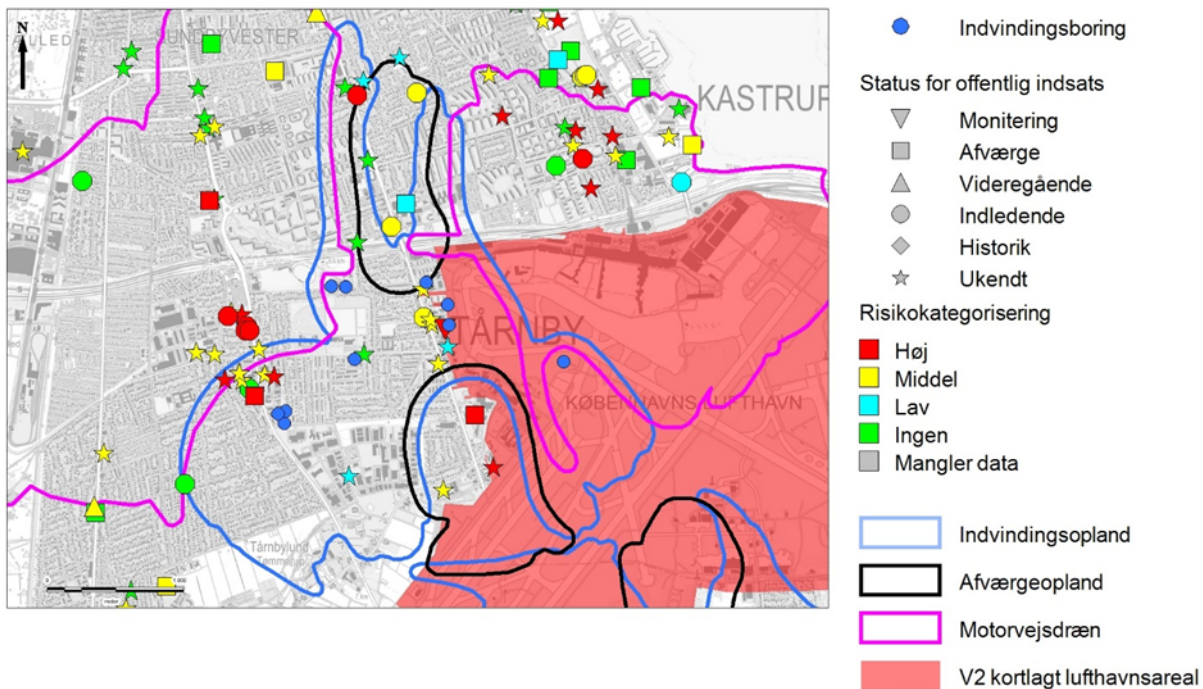 N
SUNDBYVESTER
KASTRUP
TÅRNBY
KØBENHAVNS LUFTHAVN
Tårnbylund
Indvindingsboring
Status for offentlig indsats
Monitering
Afværge
Videregående
Indledende
Historik
Ukendt
Risikokategorisering
Høj
Middel
Lav
Ingen
Mangler data
Indvindingsopland
Afværgeopland
Motorvejsdræn
V2 kortlagt lufthavnsareal